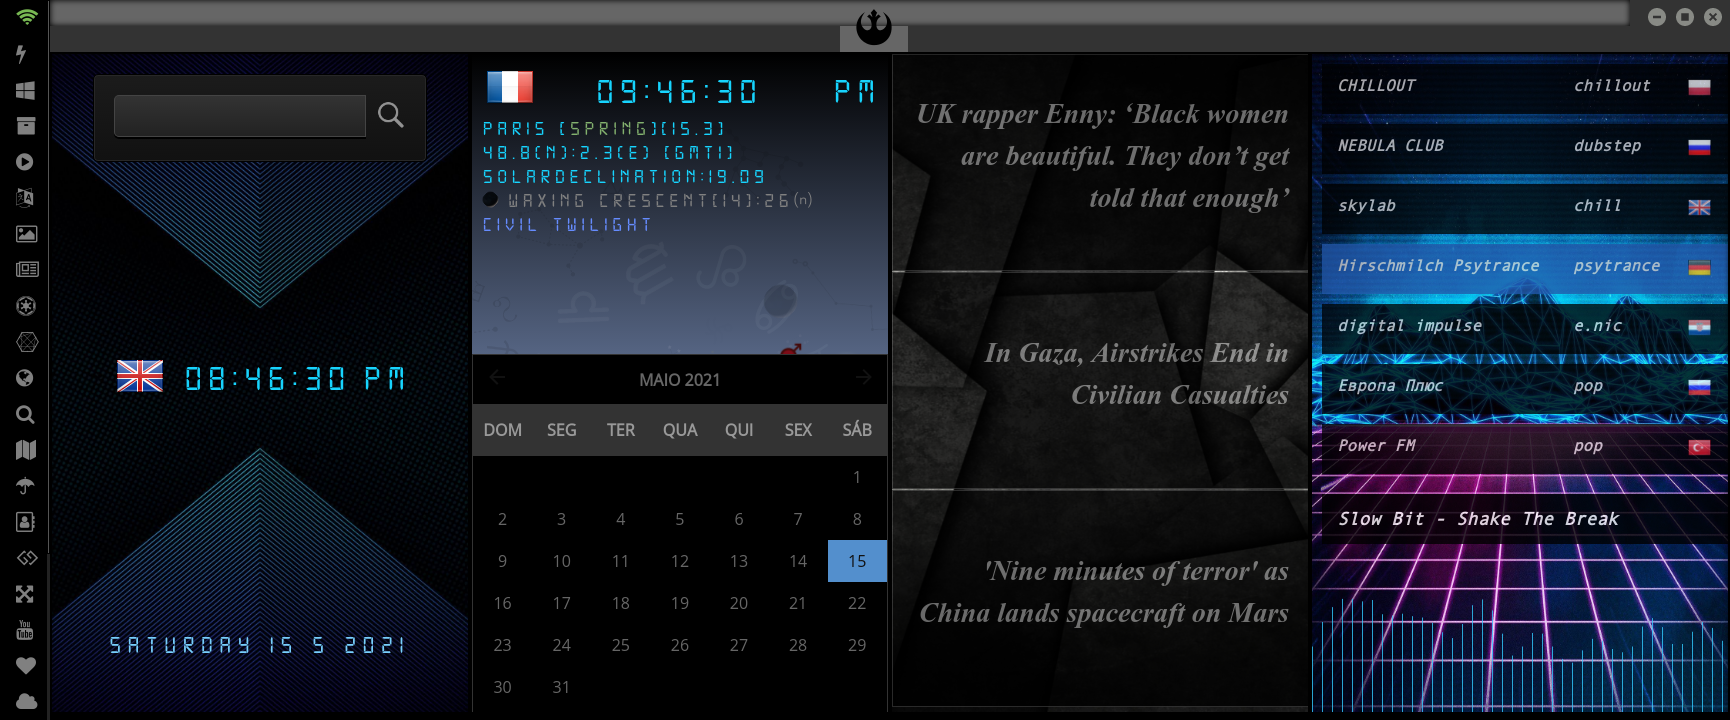 08:46:30 PM
SATURDAY 15 5 2021
09:46:30 PM
PARIS (SPRING)(15.3)
48.8(N):2.3(E) (GMT1)
SOLARDECLINATION:19.09
WAXING CRESCENT(14):26(n)
CIVIL TWILIGHT
MAIO 2021
DOM SEG TER QUA QUI SEX SÁB
1
2 3 4 5 6 7 8
9 10 11 12 13 14 15
16 17 18 19 20 21 22
23 24 25 26 27 28 29
30 31
UK rapper Enny: ‘Black women
are beautiful. They don’t get
told that enough’
In Gaza, Airstrikes End in
Civilian Casualties
'Nine minutes of terror' as
China lands spacecraft on Mars
CHILLOUT chillout
NEBULA CLUB dubstep
skylab chill
Hirschmilch Psytrance psytrance
digital impulse e.nic
Европа Плюс pop
Power FM pop
Slow Bit - Shake The Break
You
Tube